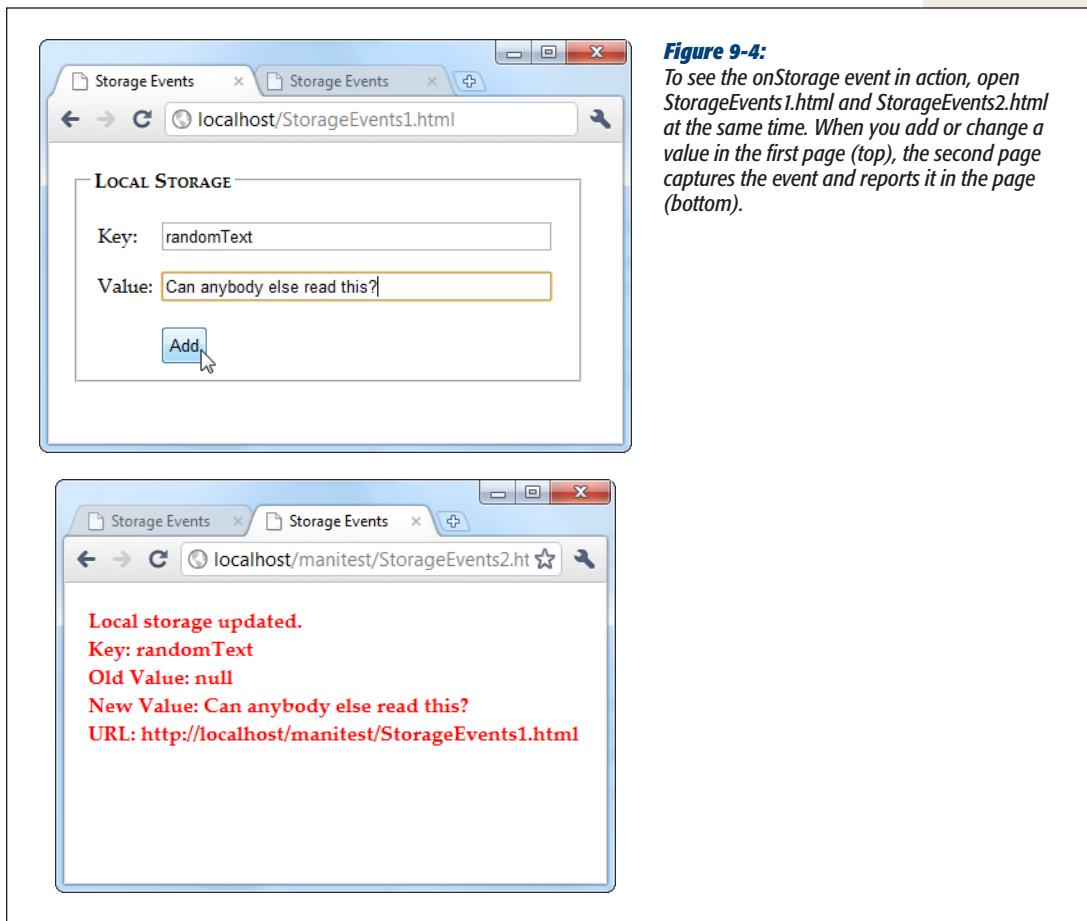 Storage Events
Storage Events
localhost/StorageEvents1.html
LOCAL STORAGE
Key: randomText
Value: Can anybody else read this?
Add
Figure 9-4:
To see the onStorage event in action, open
StorageEvents1.html and StorageEvents2.html
at the same time. When you add or change a
value in the first page (top), the second page
captures the event and reports it in the page
(bottom).
Storage Events
Storage Events
localhost/manitest/StorageEvents2.ht
Local storage updated.
Key: randomText
Old Value: null
New Value: Can anybody else read this?
URL: http://localhost/manitest/StorageEvents1.html